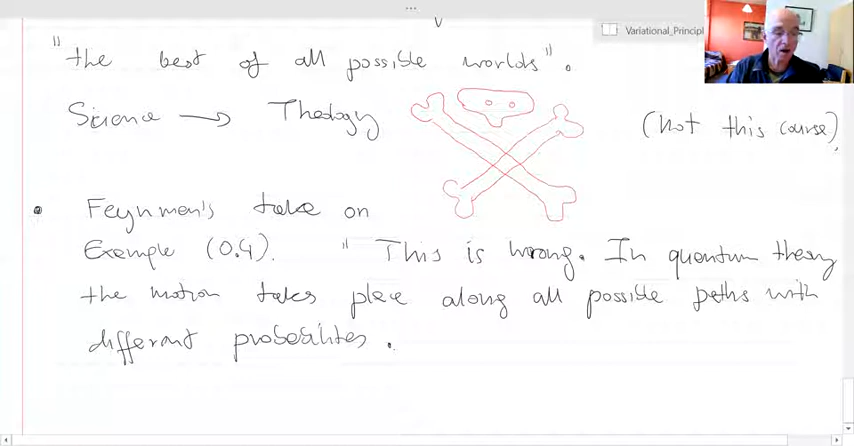 Variational_Principl
"the best of all possible worlds".
Science → Theology (not this course),
• Feynman's take on
Example (0.4). " This is wrong. In quantum theory
the motion takes place along all possible paths with
different probabilites.